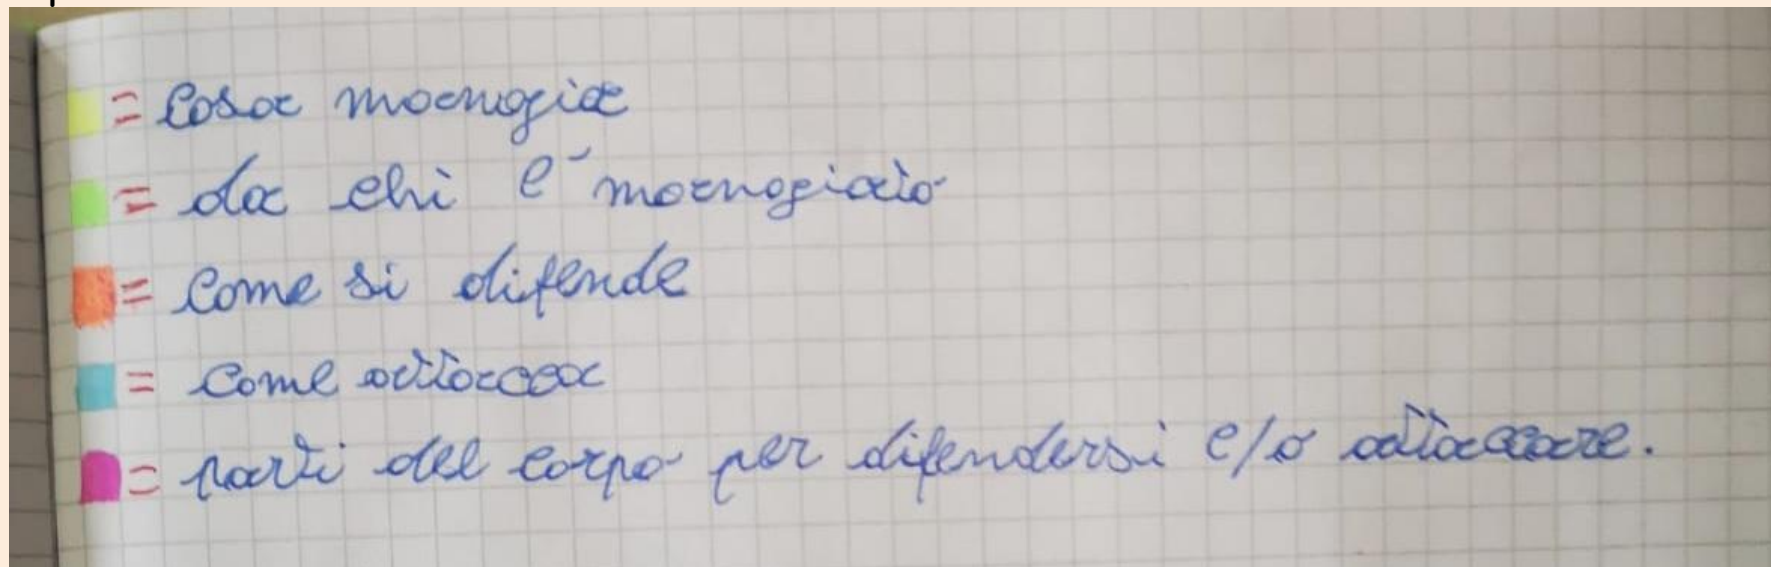 = cosa mangia
= da chi è mangiato
= come si difende
= come attacca
= parti del corpo per difendersi e/o attaccare.